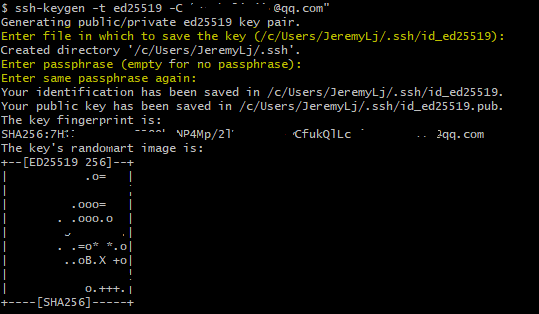 $ ssh-keygen -t ed25519 -C @qq.com"
Generating public/private ed25519 key pair.
Enter file in which to save the key (/c/Users/JeremyLj/.ssh/id_ed25519):
Created directory '/c/Users/JeremyLj/.ssh'.
Enter passphrase (empty for no passphrase):
Enter same passphrase again:
Your identification has been saved in /c/Users/JeremyLj/.ssh/id_ed25519.
Your public key has been saved in /c/Users/JeremyLj/.ssh/id_ed25519.pub.
The key fingerprint is:
SHA256:7H NP4Mp/2l CfukQlLc @qq.com
The key's randomart image is:
+--[ED25519 256]--+
| .o= |
| .ooo= |
| . .ooo.o |
| . .=o* *.o|
| ..oB.X +o|
| o.+++.|
+----[SHA256]-----+